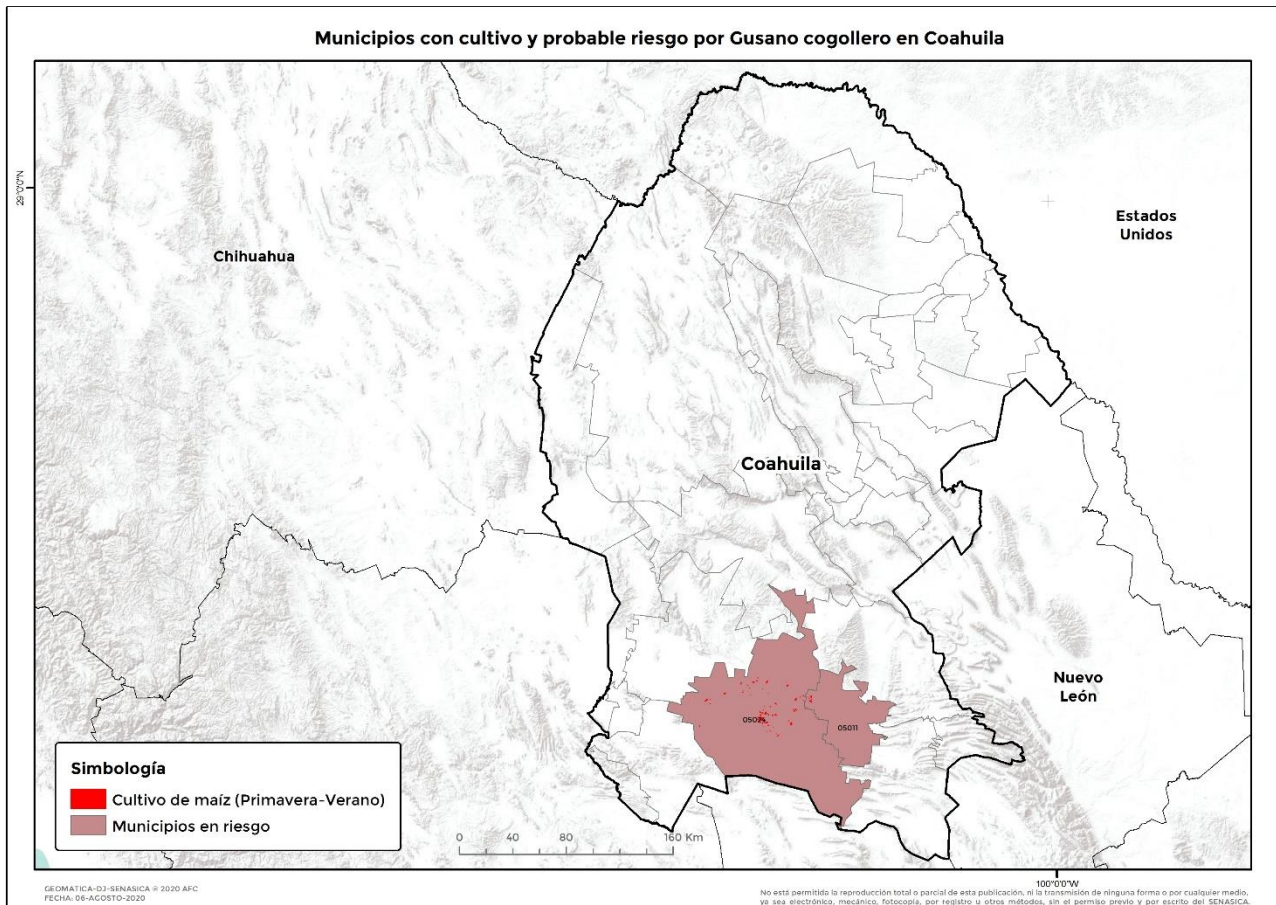 Municipios con cultivo y probable riesgo por Gusano cogollero en Coahuila
29°0'0"N
Chihuahua
Estados
Unidos
Coahuila
Nuevo
León
05011
Simbología
Cultivo de maíz (Primavera-Verano)
Municipios en riesgo
0 40 80 160 Km
100°0'0"W
GEOMATICA-DJ-SENASICA © 2020 AFC
FECHA: 06-AGOSTO-2020
No está permitida la reproducción total o parcial de esta publicación, ni la transmisión de ninguna forma o por cualquier medio,
ya sea electrónica, mecánico, fotocopia, por registro u otros métodos, sin el permiso previo y por escrito del SENASICA.